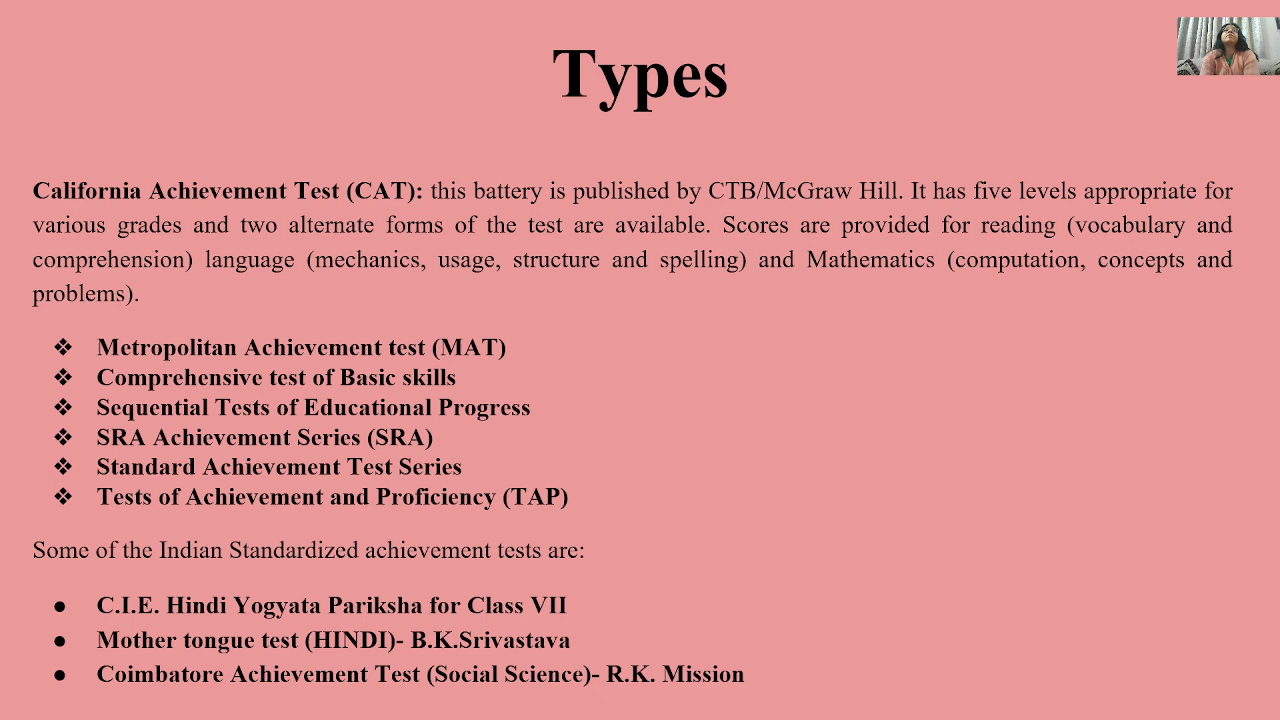 Types
California Achievement Test (CAT): this battery is published by CTB/McGraw Hill. It has five levels appropriate for
various grades and two alternate forms of the test are available. Scores are provided for reading (vocabulary and
comprehension) language (mechanics, usage, structure and spelling) and Mathematics (computation, concepts and
problems).
❖ Metropolitan Achievement test (MAT)
❖ Comprehensive test of Basic skills
❖ Sequential Tests of Educational Progress
❖ SRA Achievement Series (SRA)
❖ Standard Achievement Test Series
❖ Tests of Achievement and Proficiency (TAP)
Some of the Indian Standardized achievement tests are:
● C.I.E. Hindi Yogyata Pariksha for Class VII
● Mother tongue test (HINDI)- B.K.Srivastava
● Coimbatore Achievement Test (Social Science)- R.K. Mission